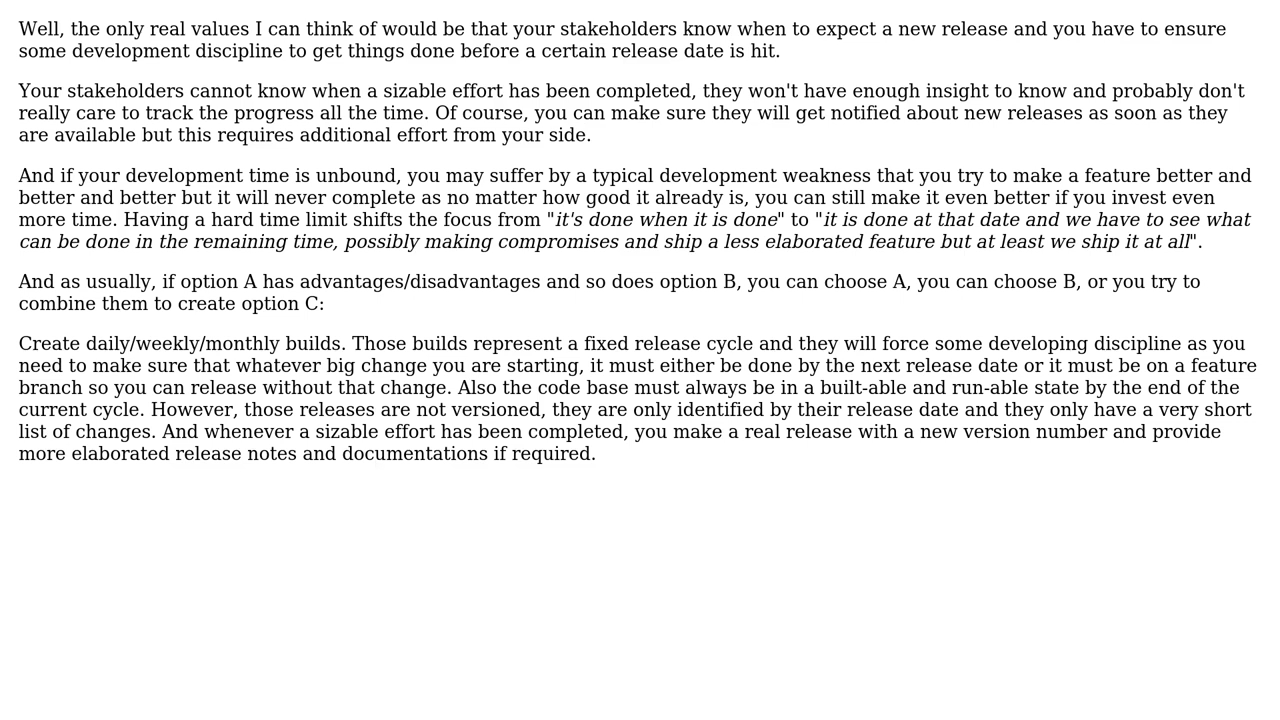 Well, the only real values I can think of would be that your stakeholders know when to expect a new release and you have to ensure
some development discipline to get things done before a certain release date is hit.
Your stakeholders cannot know when a sizable effort has been completed, they won't have enough insight to know and probably don't
really care to track the progress all the time. Of course, you can make sure they will get notified about new releases as soon as they
are available but this requires additional effort from your side.
And if your development time is unbound, you may suffer by a typical development weakness that you try to make a feature better and
better and better but it will never complete as no matter how good it already is, you can still make it even better if you invest even
more time. Having a hard time limit shifts the focus from "it's done when it is done" to "it is done at that date and we have to see what
can be done in the remaining time, possibly making compromises and ship a less elaborated feature but at least we ship it at all".
And as usually, if option A has advantages/disadvantages and so does option B, you can choose A, you can choose B, or you try to
combine them to create option C:
Create daily/weekly/monthly builds. Those builds represent a fixed release cycle and they will force some developing discipline as you
need to make sure that whatever big change you are starting, it must either be done by the next release date or it must be on a feature
branch so you can release without that change. Also the code base must always be in a built-able and run-able state by the end of the
current cycle. However, those releases are not versioned, they are only identified by their release date and they only have a very short
list of changes. And whenever a sizable effort has been completed, you make a real release with a new version number and provide
more elaborated release notes and documentations if required.